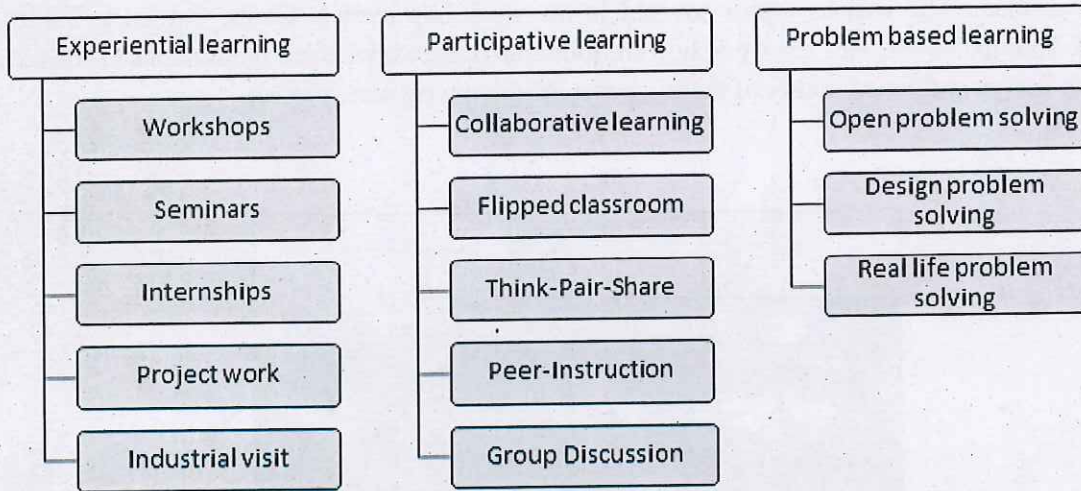 Experiential learning
Workshops
Seminars
Internships
Project work
Industrial visit
Participative learning
Collaborative learning
Flipped classroom
Think-Pair-Share
Peer-Instruction
Group Discussion
Problem based learning
Open problem solving
Design problem
solving
Real life problem
solving